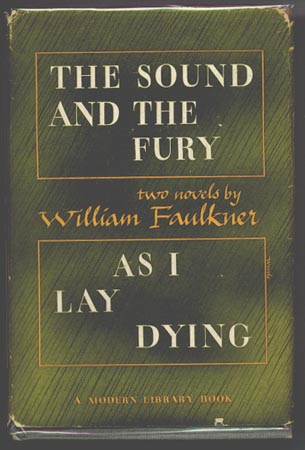 THE SOUND
AND THE
FURY
two novels by
William Faulkner
AS I
LAY
DYING
A MODERN LIBRARY BOOK